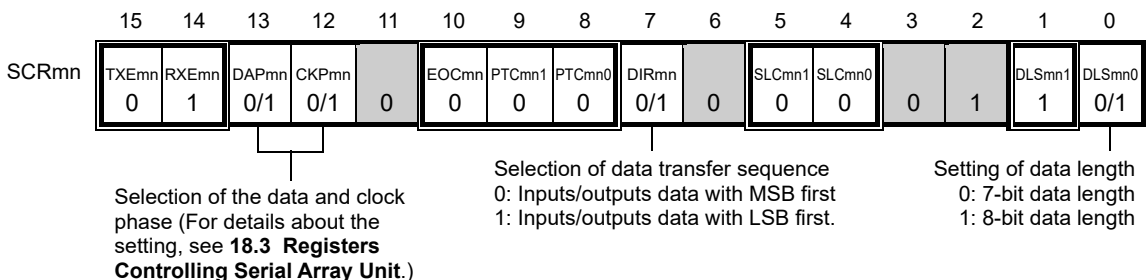 15 14 13 12 11 10 9 8 7 6 5 4 3 2 1 0
SCRmn
TXEmn RXEmn DAPmn CKPmn EOCmn PTCmn1 PTCmn0 DIRmn SLCmn1 SLCmn0 DLSmn1 DLSmn0
0 1 0/1 0/1 0 0 0 0 0/1 0 0 0 0 1 1 0/1
Selection of the data and clock
phase (For details about the
setting, see 18.3 Registers
Controlling Serial Array Unit.)
Selection of data transfer sequence
0: Inputs/outputs data with MSB first
1: Inputs/outputs data with LSB first.
Setting of data length
0: 7-bit data length
1: 8-bit data length